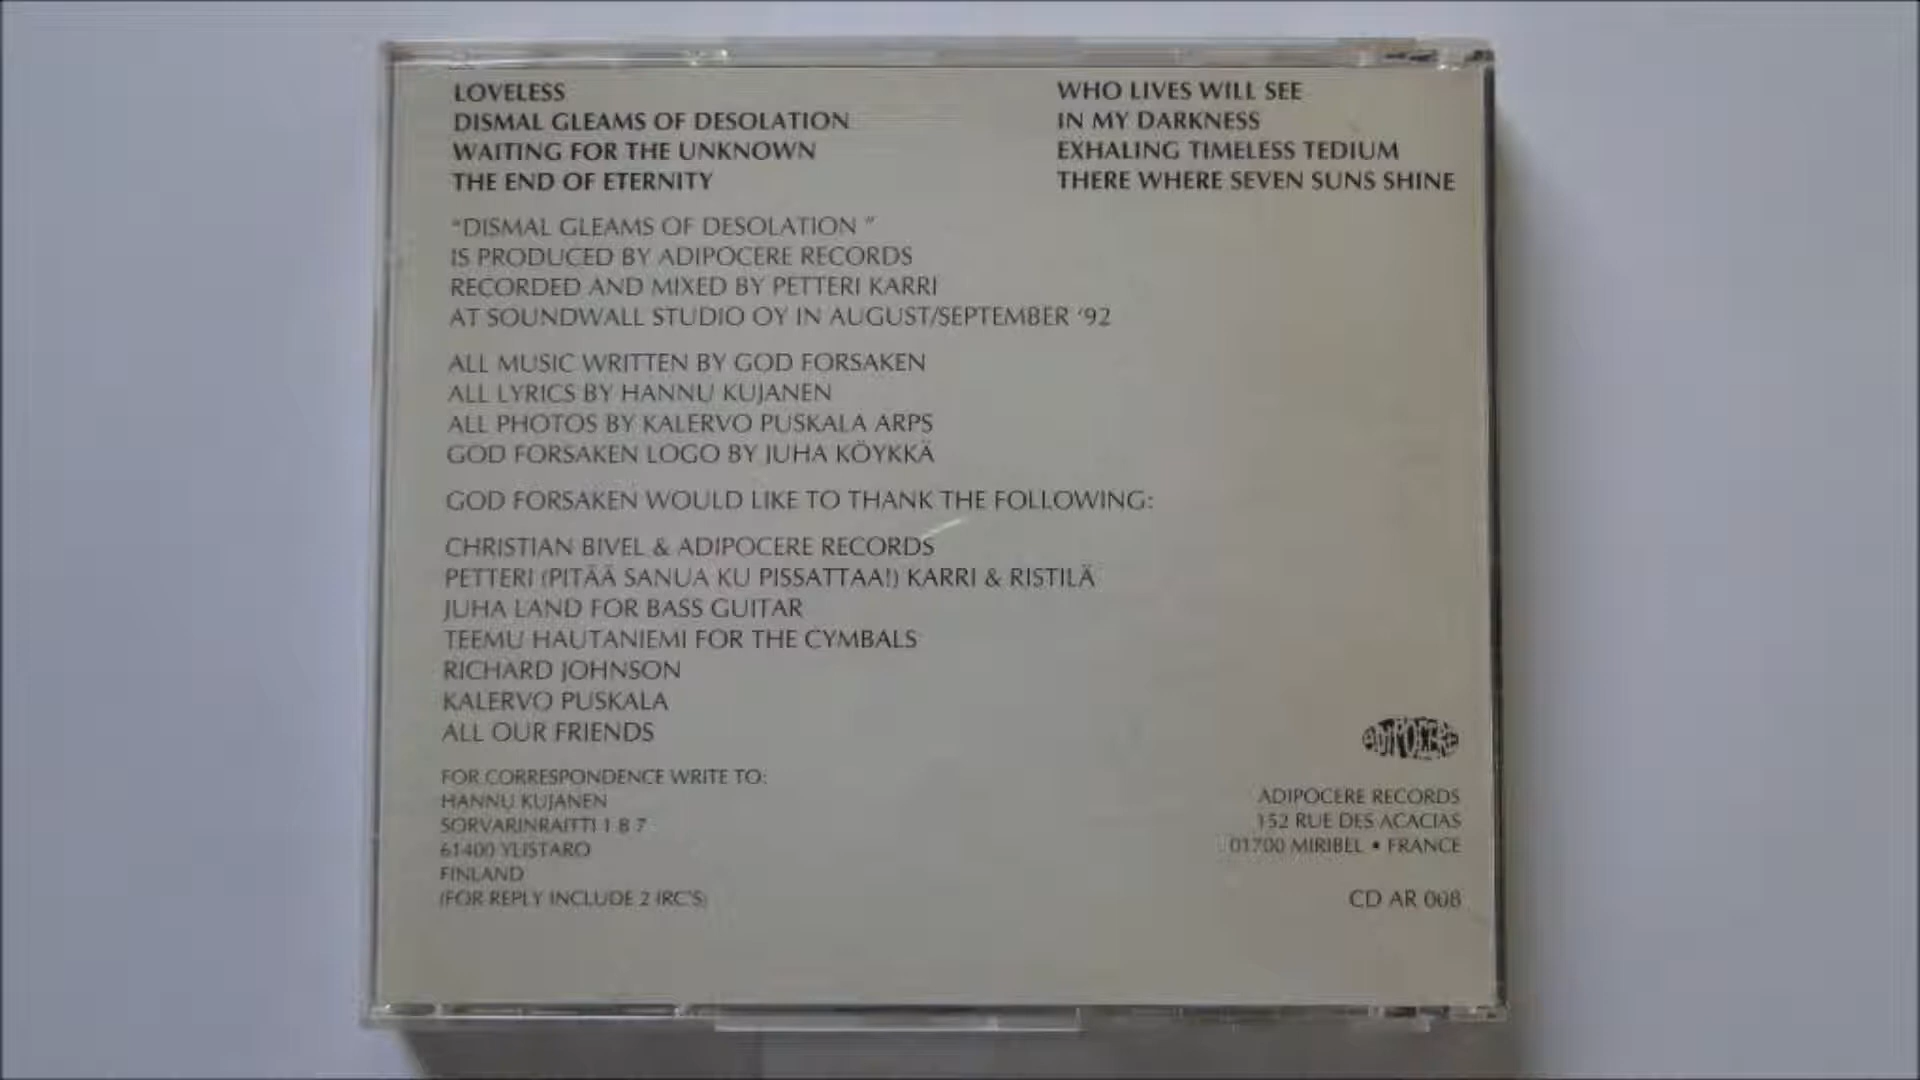 LOVELESS
DISMAL GLEAMS OF DESOLATION
WAITING FOR THE UNKNOWN
THE END OF ETERNITY
WHO LIVES WILL SEE
IN MY DARKNESS
EXHALING TIMELESS TEDIUM
THERE WHERE SEVEN SUNS SHINE
"DISMAL GLEAMS OF DESOLATION "
IS PRODUCED BY ADIPOCERE RECORDS
RECORDED AND MIXED BY PETTERI KARRI
AT SOUNDWALL STUDIO OY IN AUGUST/SEPTEMBER '92
ALL MUSIC WRITTEN BY GOD FORSAKEN
ALL LYRICS BY HANNU KUJANEN
ALL PHOTOS BY KALERVO PUSKALA ARPS
GOD FORSAKEN LOGO BY JUHA KÖYKKÄ
GOD FORSAKEN WOULD LIKE TO THANK THE FOLLOWING:
CHRISTIAN BIVEL & ADIPOCERE RECORDS
PETTERI (PITÄÄ SANUA KU PISSATTAA!) KARRI & RISTILÄ
JUHA LAND FOR BASS GUITAR
TEEMU HAUTANIEMI FOR THE CYMBALS
RICHARD JOHNSON
KALERVO PUSKALA
ALL OUR FRIENDS
FOR CORRESPONDENCE WRITE TO:
HANNU KUJANEN
SORVARINRAITTI 1 B 7
61400 YLISTARO
FINLAND
(FOR REPLY INCLUDE 2 IRC'S)
ADIPOCERE
ADIPOCERE RECORDS
152 RUE DES ACACIAS
01700 MIRIBEL • FRANCE
CD AR 008